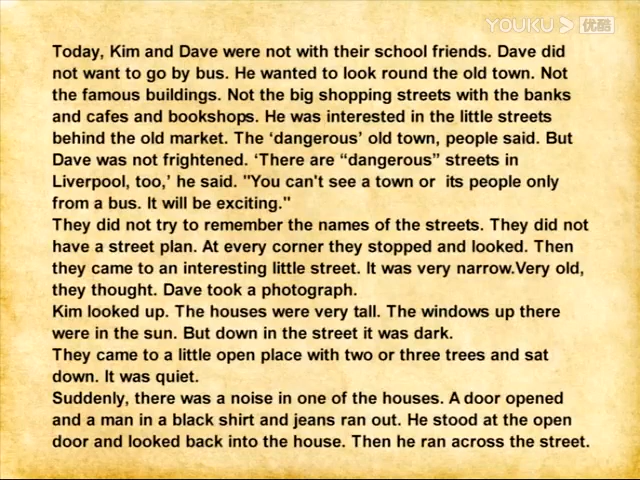 YOUKU 优酷
Today, Kim and Dave were not with their school friends. Dave did
not want to go by bus. He wanted to look round the old town. Not
the famous buildings. Not the big shopping streets with the banks
and cafes and bookshops. He was interested in the little streets
behind the old market. The ‘dangerous’ old town, people said. But
Dave was not frightened. ‘There are “dangerous” streets in
Liverpool, too,’ he said. "You can't see a town or  its people only
from a bus. It will be exciting."
They did not try to remember the names of the streets. They did not
have a street plan. At every corner they stopped and looked. Then
they came to an interesting little street. It was very narrow.Very old,
they thought. Dave took a photograph.
Kim looked up. The houses were very tall. The windows up there
were in the sun. But down in the street it was dark.
They came to a little open place with two or three trees and sat
down. It was quiet.
Suddenly, there was a noise in one of the houses. A door opened
and a man in a black shirt and jeans ran out. He stood at the open
door and looked back into the house. Then he ran across the street.